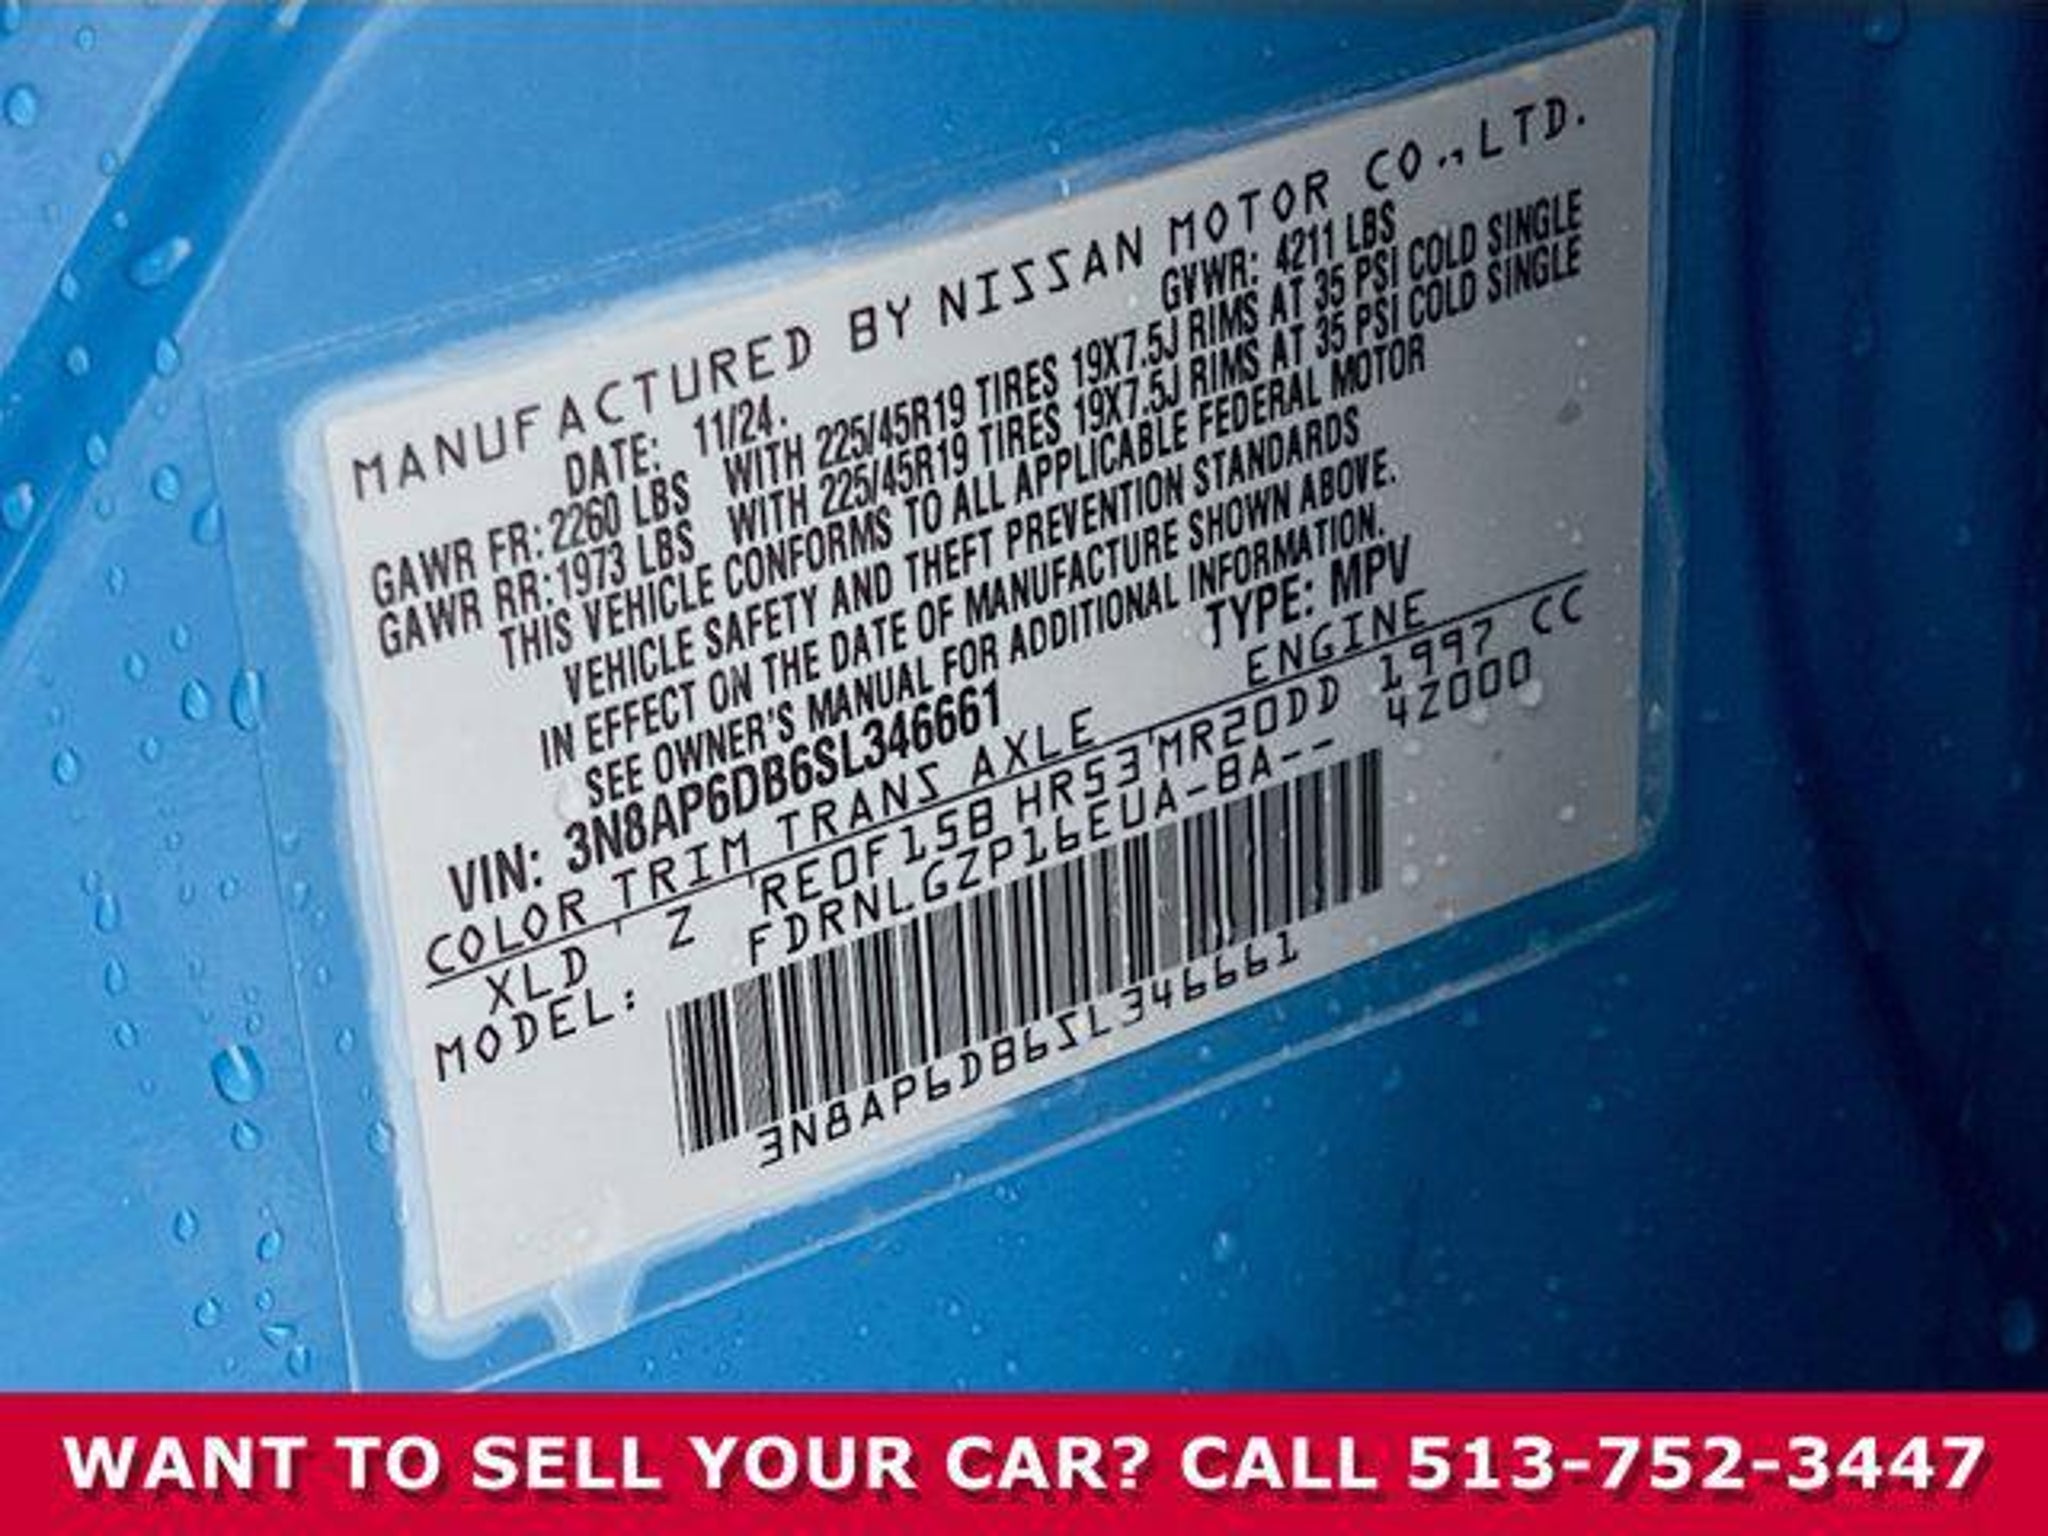 MANUFACTURED BY NISSAN MOTOR CO.,LTD.
DATE: 11/24. GVWR: 4211 LBS
GAWR FR: 2260 LBS WITH 225/45R19 TIRES 19X7.5J RIMS AT 35 PSI COLD SINGLE
GAWR RR: 1973 LBS WITH 225/45R19 TIRES 19X7.5J RIMS AT 35 PSI COLD SINGLE
THIS VEHICLE CONFORMS TO ALL APPLICABLE FEDERAL MOTOR
VEHICLE SAFETY AND THEFT PREVENTION STANDARDS
IN EFFECT ON THE DATE OF MANUFACTURE SHOWN ABOVE.
SEE OWNER'S MANUAL FOR ADDITIONAL INFORMATION.
VIN: 3N8AP6DB6SL346661 TYPE: MPV
COLOR TRIM TRANS AXLE ENGINE
XLD Z RE0F15B HR53 MR20DD 1997 CC
MODEL: FDRNLGZP16EUA-BA-- 4Z000
3N8AP6DB6SL346661
WANT TO SELL YOUR CAR? CALL 513-752-3447